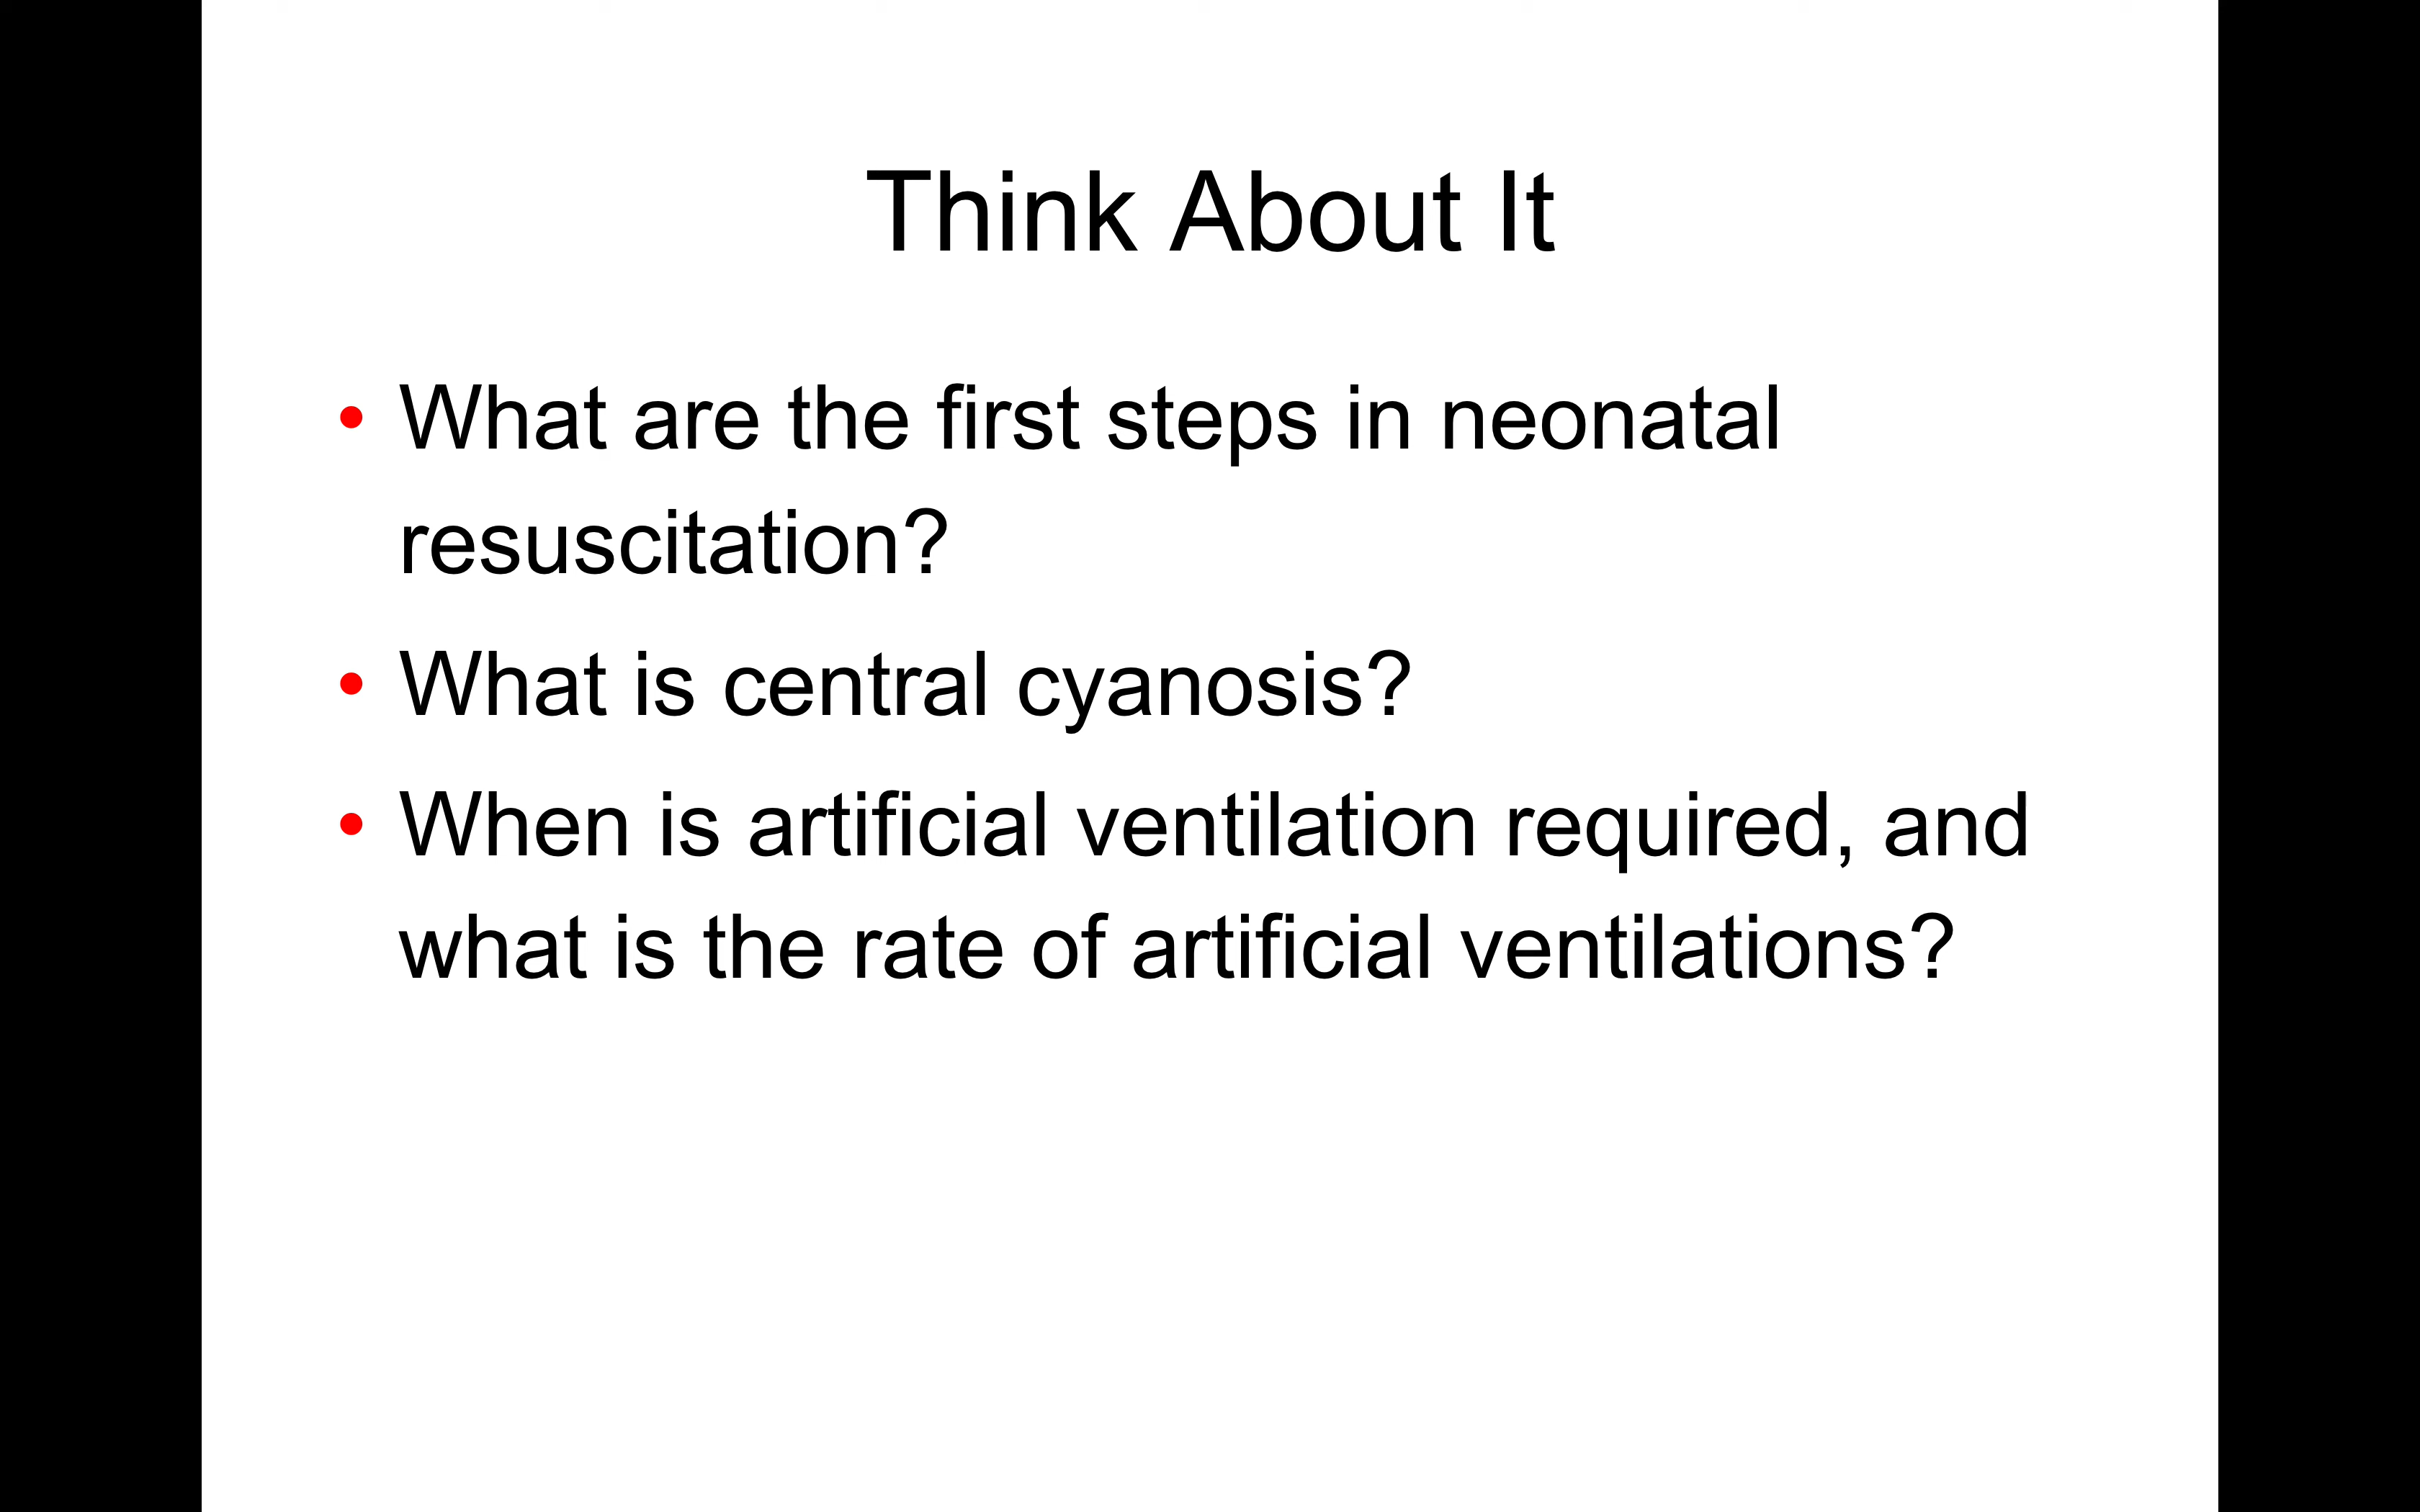 Think About It
• What are the first steps in neonatal
resuscitation?
• What is central cyanosis?
• When is artificial ventilation required, and
what is the rate of artificial ventilations?